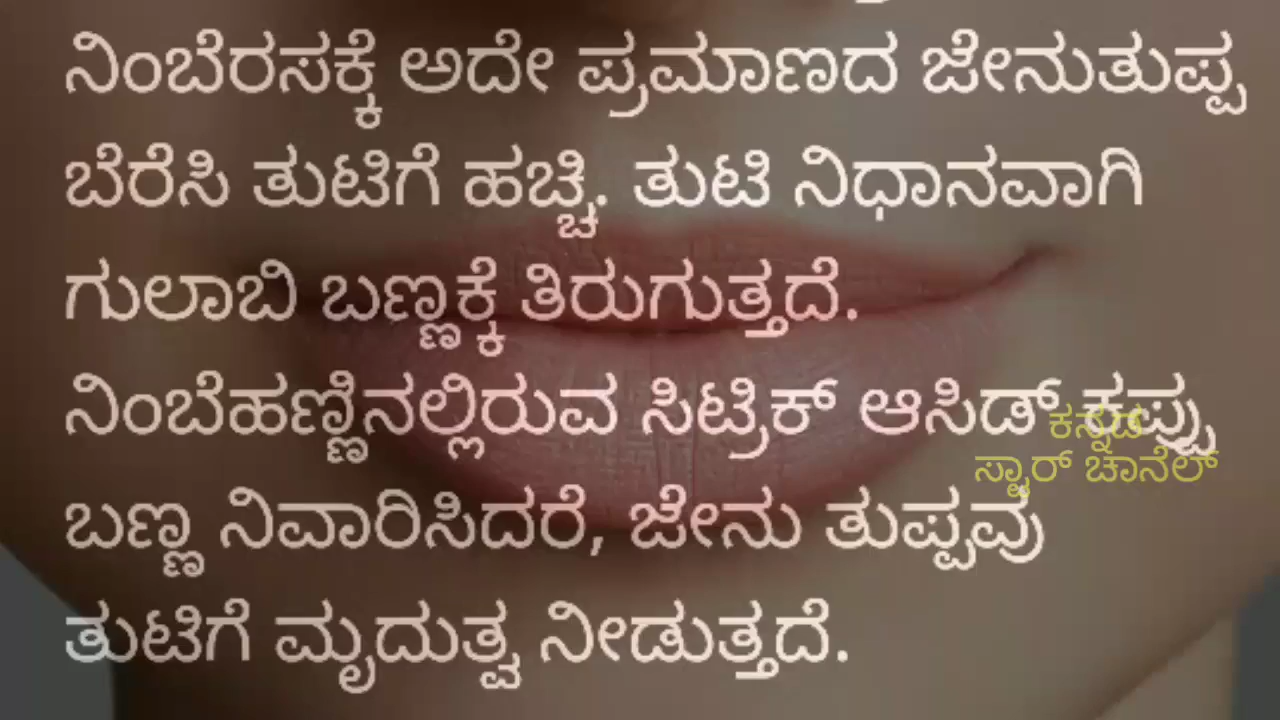 ನಿಂಬೆರಸಕ್ಕೆ ಅದೇ ಪ್ರಮಾಣದ ಜೇನುತುಪ್ಪ
ಬೆರೆಸಿ ತುಟಿಗೆ ಹಚ್ಚಿ. ತುಟಿ ನಿಧಾನವಾಗಿ
ಗುಲಾಬಿ ಬಣ್ಣಕ್ಕೆ ತಿರುಗುತ್ತದೆ.
ನಿಂಬೆಹಣ್ಣಿನಲ್ಲಿರುವ ಸಿಟ್ರಿಕ್ ಆಸಿಡ್ ಕಪ್ಪು
ಕನ್ನಡ
ಸ್ಟಾರ್ ಚಾನೆಲ್
ಬಣ್ಣ ನಿವಾರಿಸಿದರೆ, ಜೇನು ತುಪ್ಪವು
ತುಟಿಗೆ ಮೃದುತ್ವ ನೀಡುತ್ತದೆ.